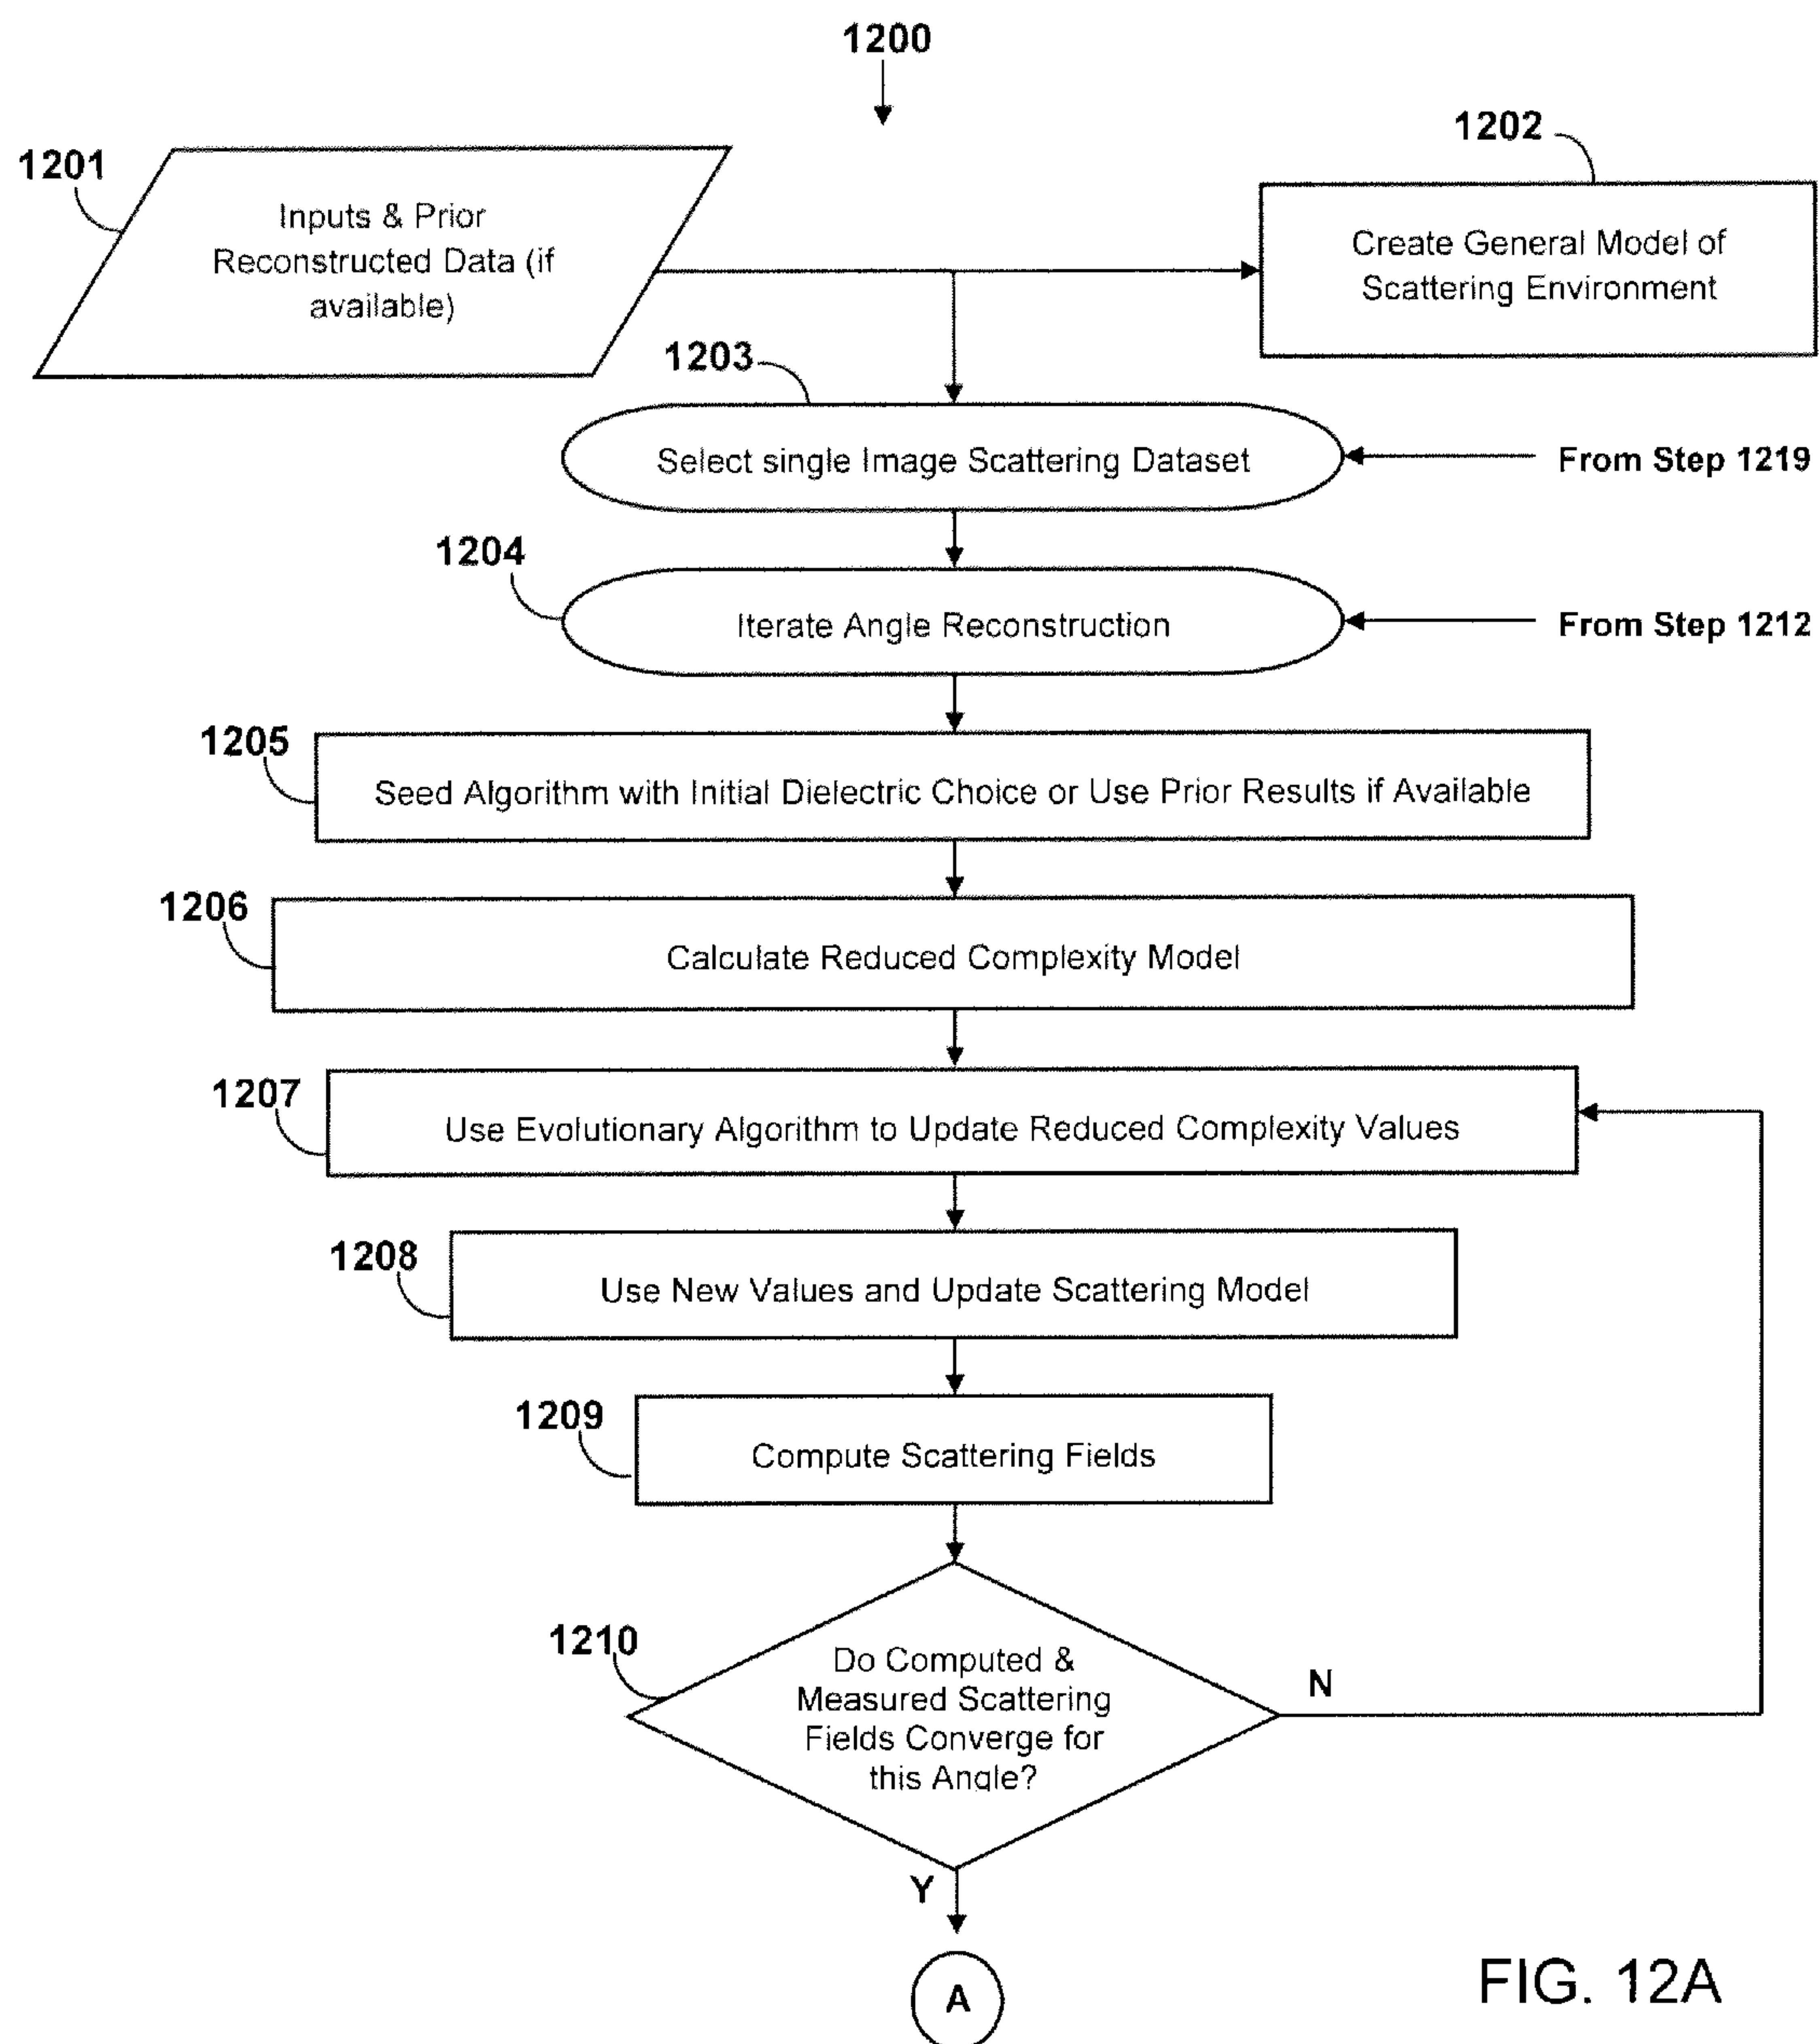 1200
1201
Inputs & Prior
Reconstructed Data (if
available)
1202
Create General Model of
Scattering Environment
1203
Select single Image Scattering Dataset
From Step 1219
1204
Iterate Angle Reconstruction
From Step 1212
1205
Seed Algorithm with Initial Dielectric Choice or Use Prior Results if Available
1206
Calculate Reduced Complexity Model
1207
Use Evolutionary Algorithm to Update Reduced Complexity Values
1208
Use New Values and Update Scattering Model
1209
Compute Scattering Fields
1210
Do Computed &
Measured Scattering
Fields Converge for
this Angle?
N
Y
A
FIG. 12A